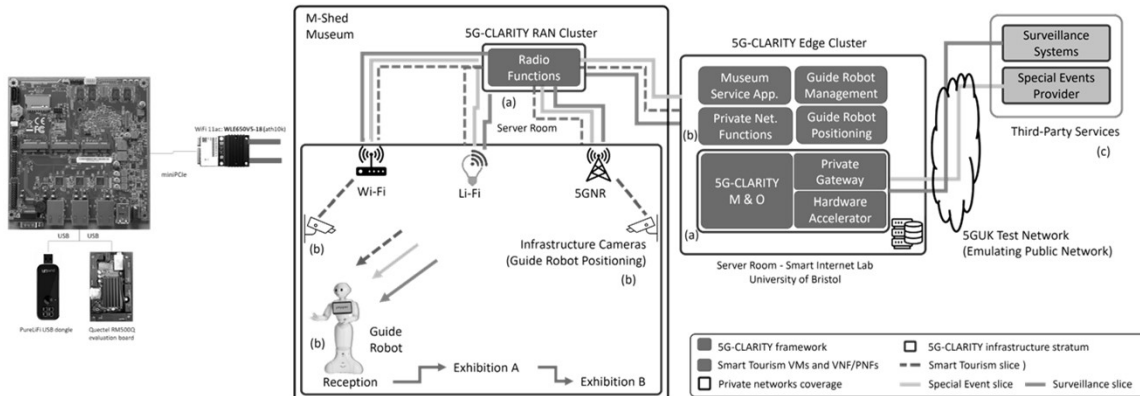 WiFi 11ac: WLE650V5-18 (ath10k)
miniPCIe
USB
USB
PureLiFi USB dongle
Quectel RM500Q
evaluation board
M-Shed
Museum
5G-CLARITY RAN Cluster
Radio
Functions
(a)
Server Room
Wi-Fi
Li-Fi
5GNR
(b)
Infrastructure Cameras
(Guide Robot Positioning)
(b)
(b)
Guide
Robot
Reception
Exhibition A
Exhibition B
5G-CLARITY Edge Cluster
Museum
Service App.
Guide Robot
Management
(b)
Private Net.
Functions
Guide Robot
Positioning
5G-CLARITY
M & O
Private
Gateway
Hardware
Accelerator
(a)
Server Room - Smart Internet Lab
University of Bristol
Surveillance
Systems
Special Events
Provider
Third-Party Services
(c)
5GUK Test Network
(Emulating Public Network)
5G-CLARITY framework
Smart Tourism VMs and VNF/PNFs
Private networks coverage
5G-CLARITY infrastructure stratum
Smart Tourism slice )
Special Event slice
Surveillance slice